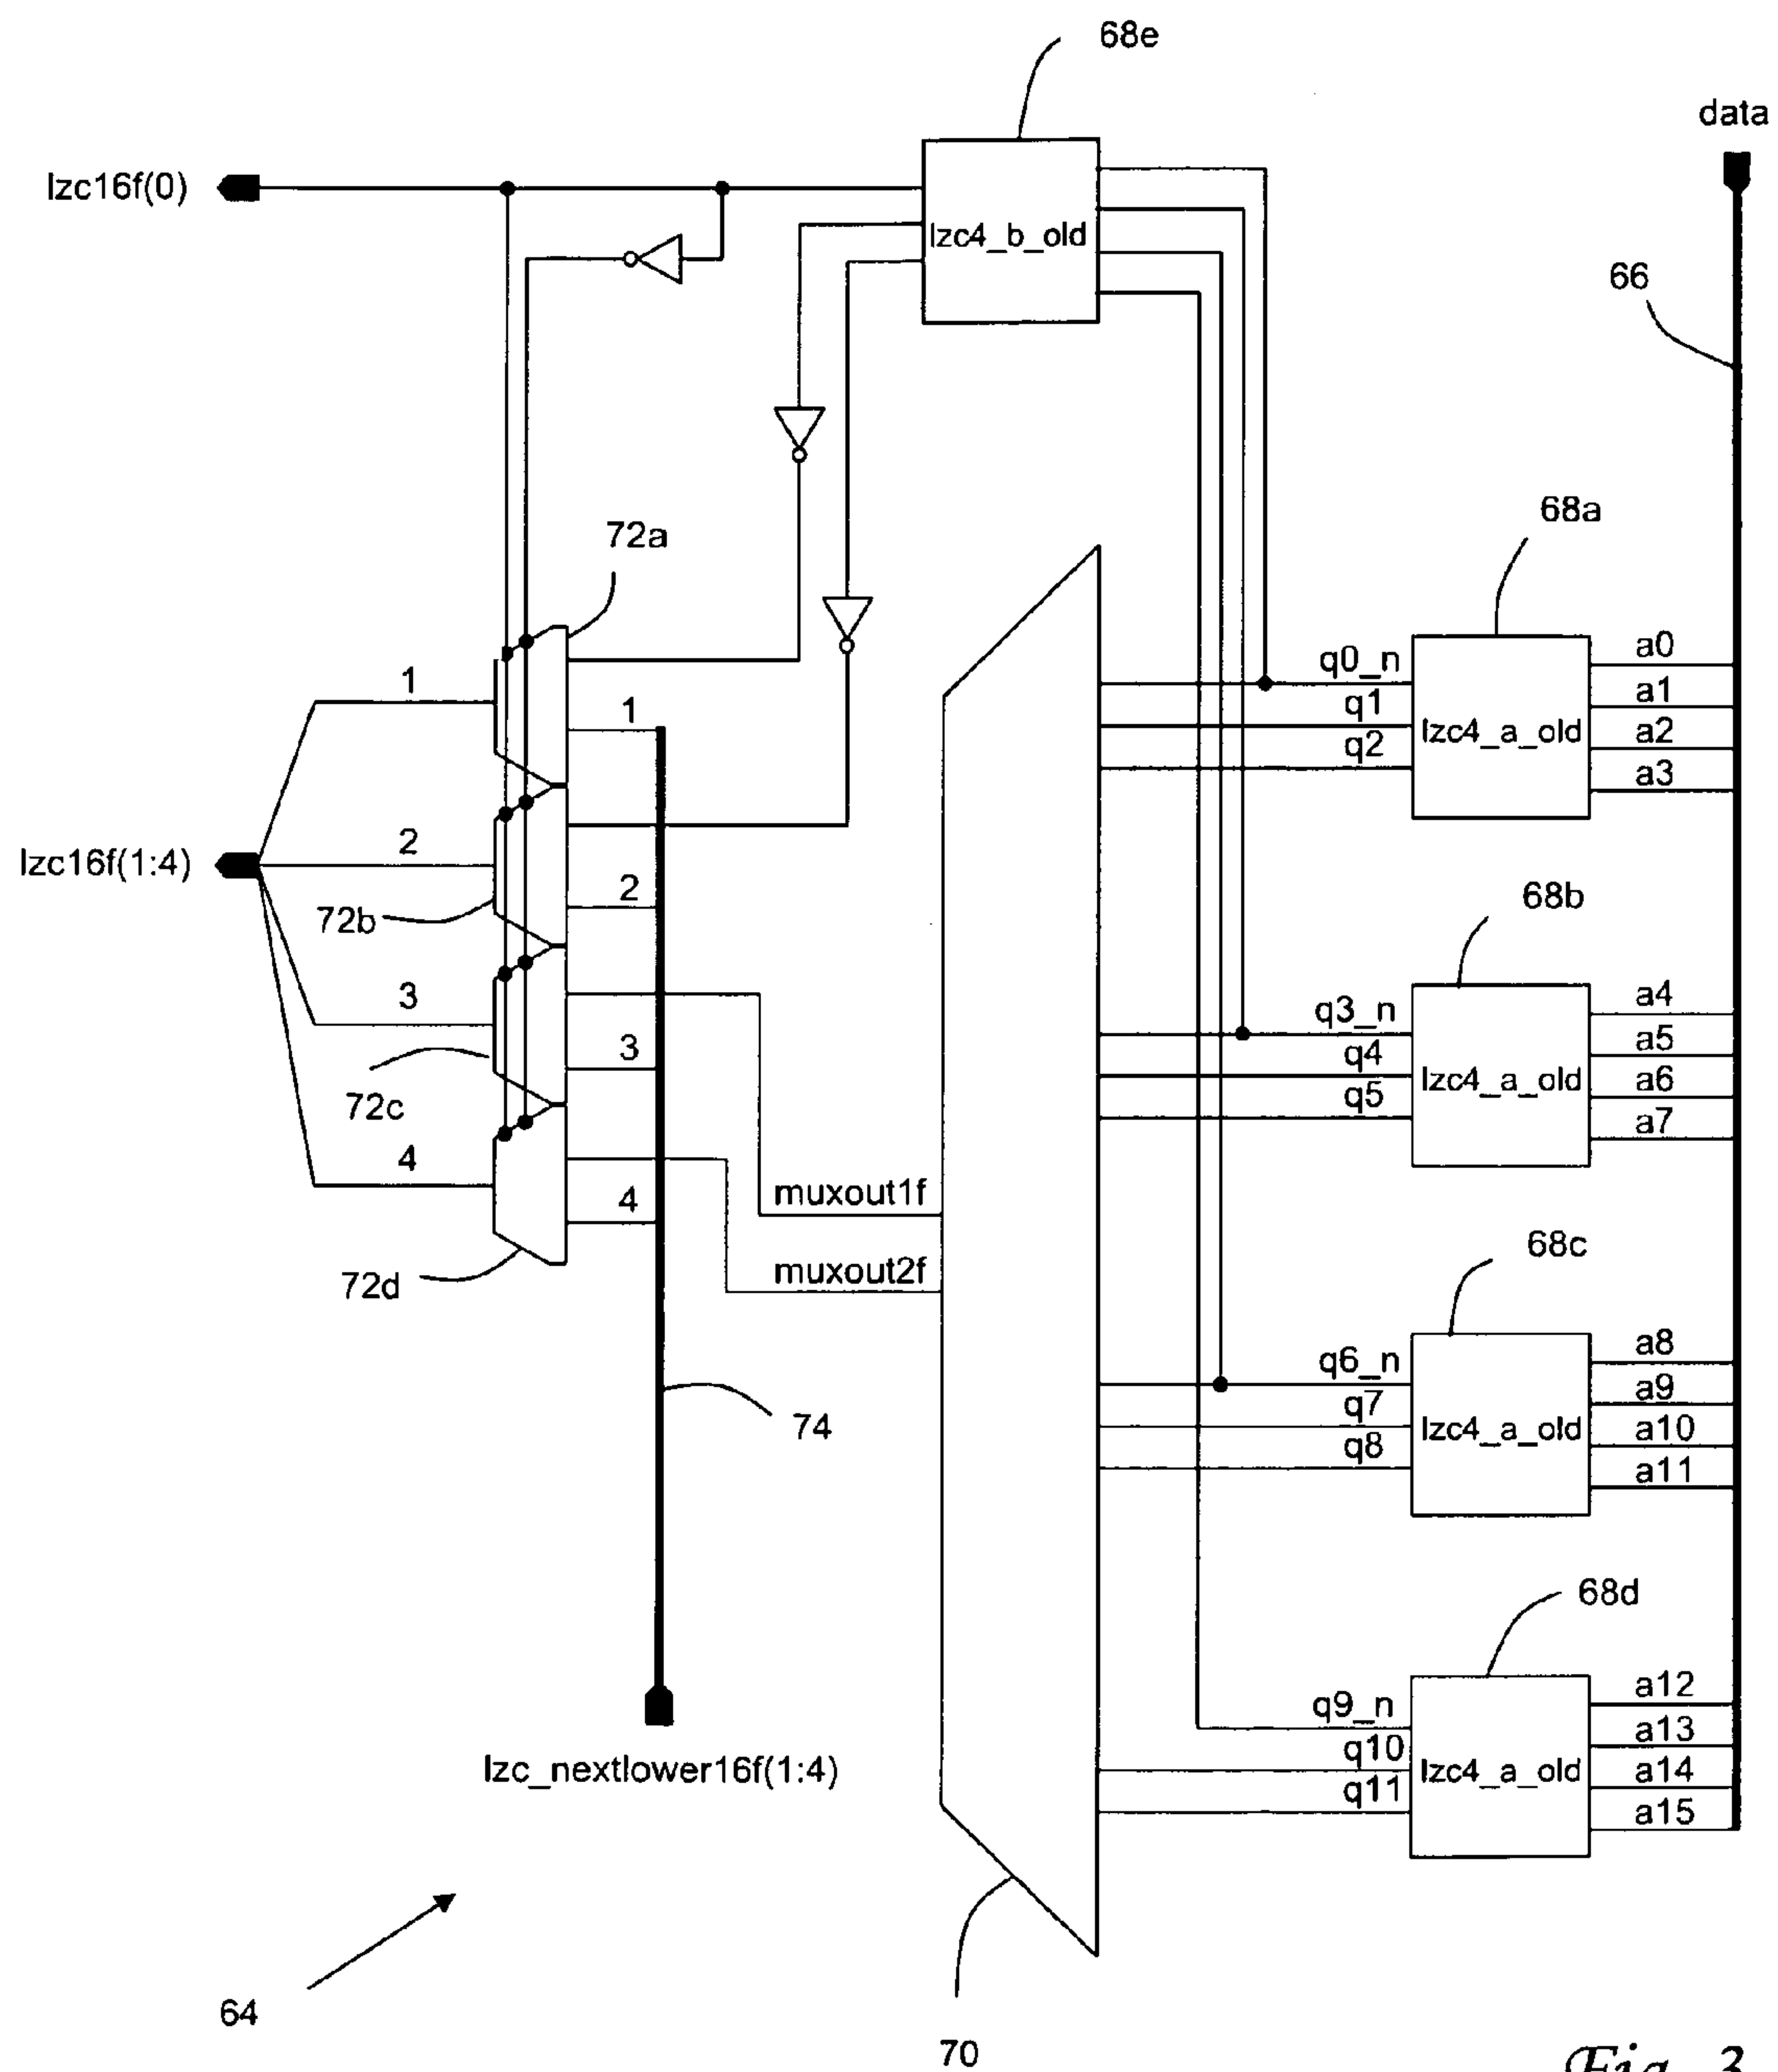 68e
data
lzc16f(0)
lzc4_b_old
66
72a
68a
1
1
q0_n
q1
q2
lzc4_a_old
a0
a1
a2
a3
lzc16f(1:4)
2
2
72b
68b
3
3
72c
q3_n
q4
q5
lzc4_a_old
a4
a5
a6
a7
4
4
72d
muxout1f
muxout2f
68c
q6_n
q7
q8
lzc4_a_old
a8
a9
a10
a11
74
68d
q9_n
q10
q11
lzc4_a_old
a12
a13
a14
a15
lzc_nextlower16f(1:4)
64
70
Fig. 3